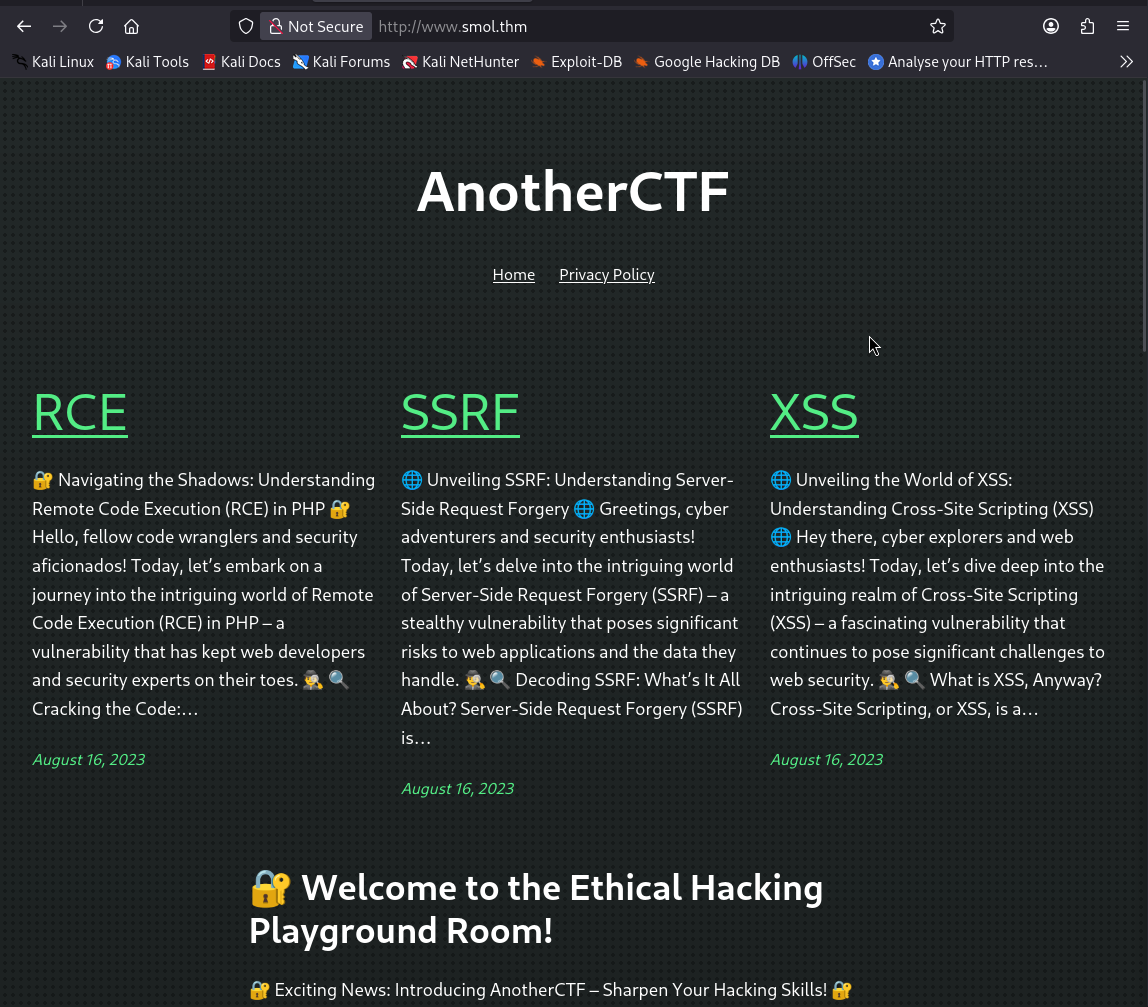 Not Secure http://www.smol.thm
Kali Linux Kali Tools Kali Docs Kali Forums Kali NetHunter Exploit-DB Google Hacking DB OffSec Analyse your HTTP res…
AnotherCTF
Home Privacy Policy
RCE
🔐 Navigating the Shadows: Understanding
Remote Code Execution (RCE) in PHP 🔐
Hello, fellow code wranglers and security
aficionados! Today, let’s embark on a
journey into the intriguing world of Remote
Code Execution (RCE) in PHP – a
vulnerability that has kept web developers
and security experts on their toes. 🕵️ 🔍
Cracking the Code:…
August 16, 2023
SSRF
🌐 Unveiling SSRF: Understanding Server-
Side Request Forgery 🌐 Greetings, cyber
adventurers and security enthusiasts!
Today, let’s delve into the intriguing world
of Server-Side Request Forgery (SSRF) – a
stealthy vulnerability that poses significant
risks to web applications and the data they
handle. 🕵️ 🔍 Decoding SSRF: What’s It All
About? Server-Side Request Forgery (SSRF)
is…
August 16, 2023
XSS
🌐 Unveiling the World of XSS:
Understanding Cross-Site Scripting (XSS)
🌐 Hey there, cyber explorers and web
enthusiasts! Today, let’s dive deep into the
intriguing realm of Cross-Site Scripting
(XSS) – a fascinating vulnerability that
continues to pose significant challenges to
web security. 🕵️ 🔍 What is XSS, Anyway?
Cross-Site Scripting, or XSS, is a…
August 16, 2023
🔐 Welcome to the Ethical Hacking
Playground Room!
🔐 Exciting News: Introducing AnotherCTF – Sharpen Your Hacking Skills! 🔐